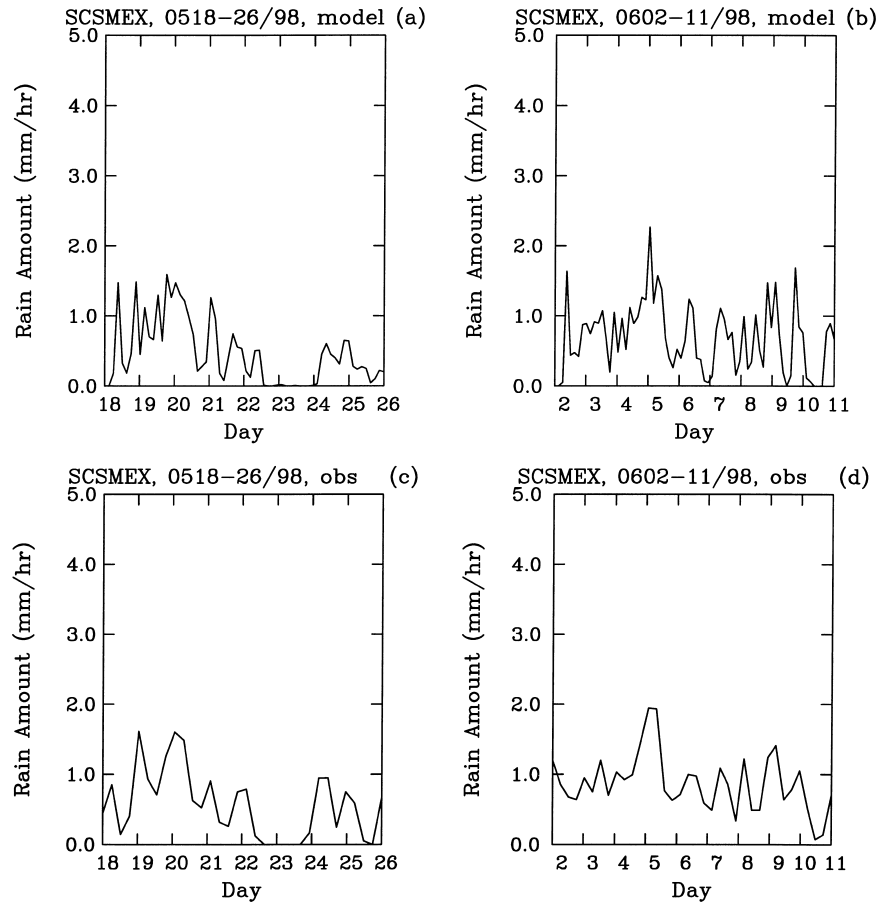 SCSMEX, 0518-26/98, model (a)
5.0
4.0
3.0
2.0
1.0
0.0
Rain Amount (mm/hr)
18 19 20 21 22 23 24 25 26
Day
SCSMEX, 0602-11/98, model (b)
5.0
4.0
3.0
2.0
1.0
0.0
Rain Amount (mm/hr)
2 3 4 5 6 7 8 9 10 11
Day
SCSMEX, 0518-26/98, obs (c)
5.0
4.0
3.0
2.0
1.0
0.0
Rain Amount (mm/hr)
18 19 20 21 22 23 24 25 26
Day
SCSMEX, 0602-11/98, obs (d)
5.0
4.0
3.0
2.0
1.0
0.0
Rain Amount (mm/hr)
2 3 4 5 6 7 8 9 10 11
Day